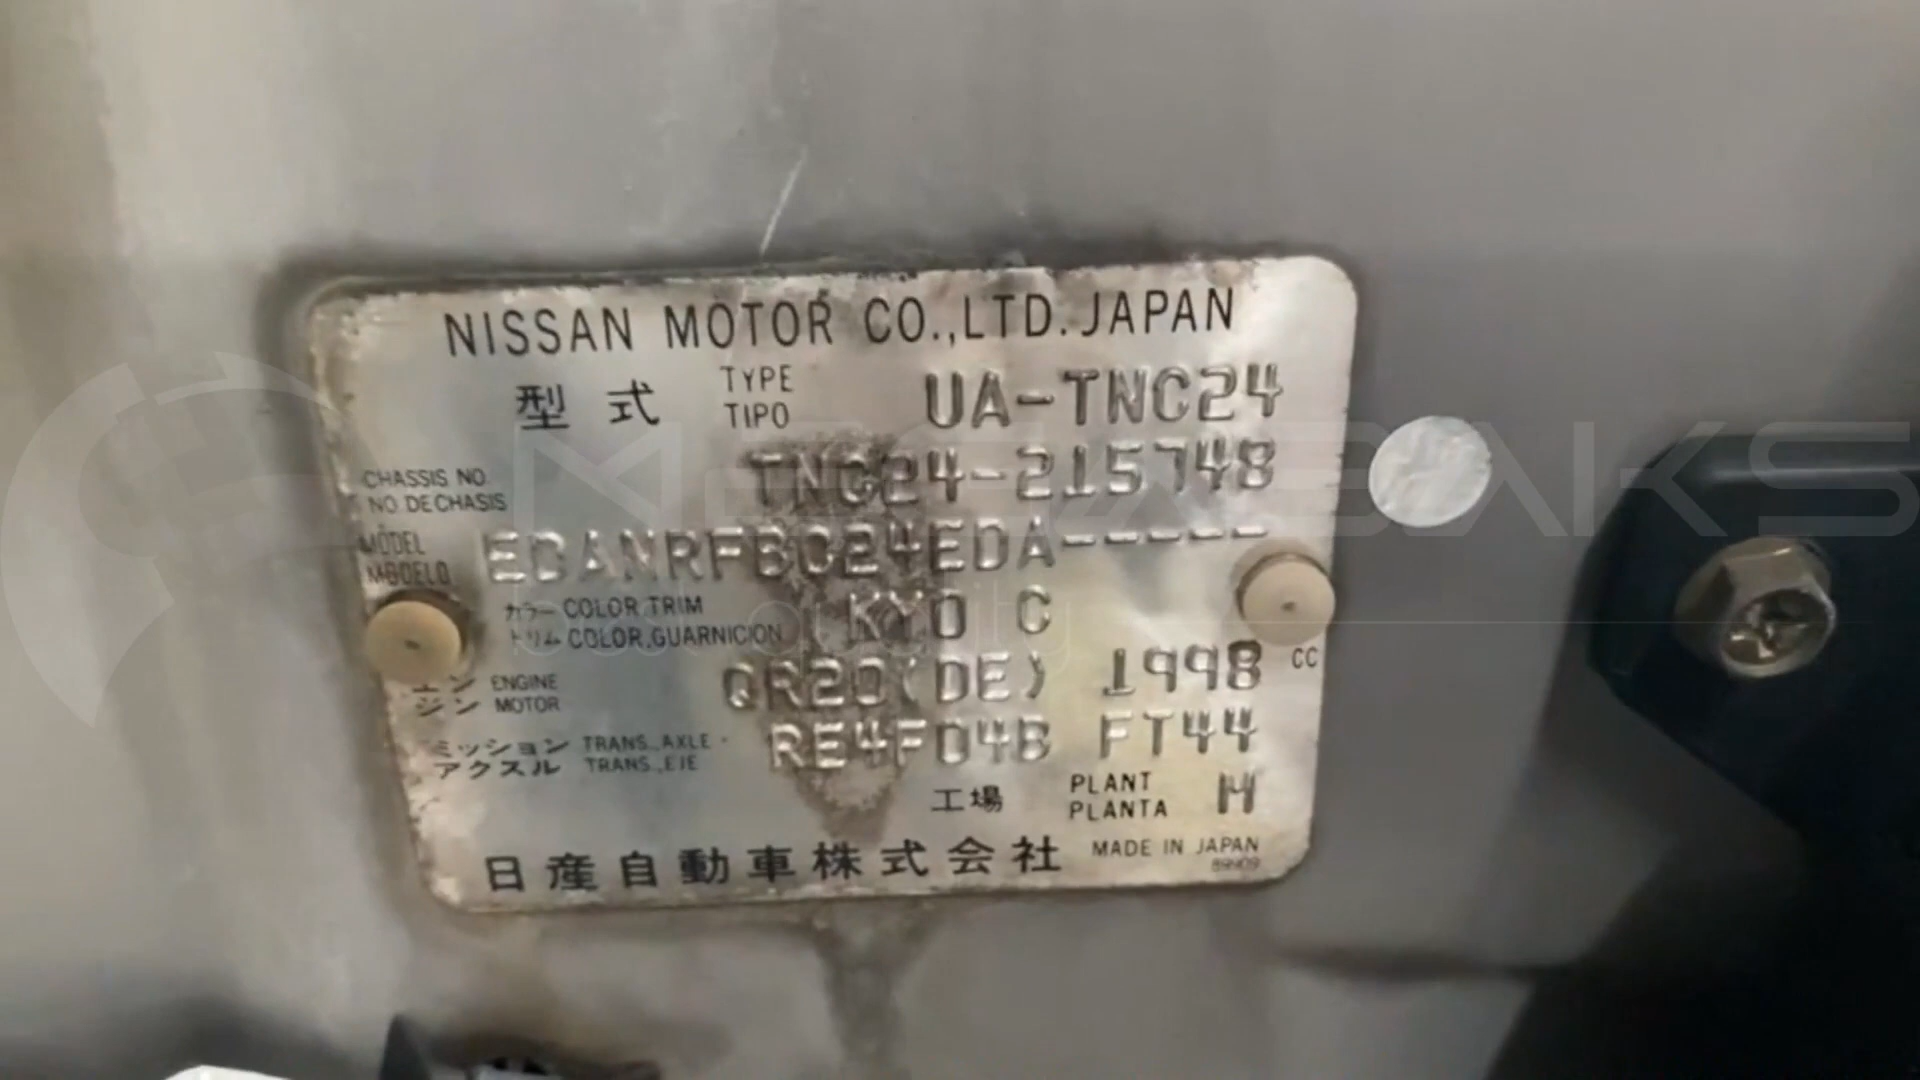 NISSAN MOTOR CO.,LTD. JAPAN
型式 TYPE TIPO UA-TNC24
CHASSIS NO. NO DE CHASIS TNC24-215748
MODEL MODELO EDANRFBC24EDA-----
カラー COLOR TRIM KY0 C
トリム COLOR,GUARNICION
エン ENGINE QR20(DE) 1998 CC
ジン MOTOR
ミッション TRANS.,AXLE RE4F04B FT44
アクスル TRANS.,EJE
工場 PLANT PLANTA M
日産自動車株式会社 MADE IN JAPAN